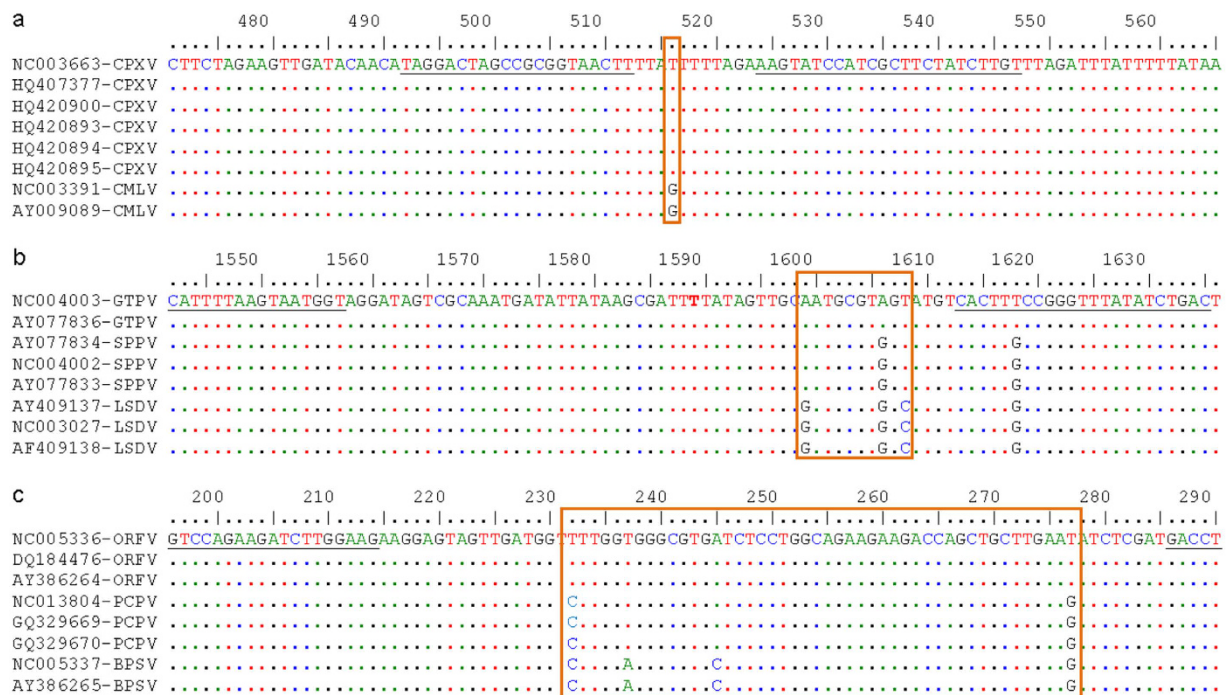 a
480 490 500 510 520 530 540 550 560
NC003663-CPXV CTTCTAGAAGTTGATACAACATAGGACTAGCCGCGGTAACTTTTATTTTTAGAAAGTATCCATCGCTTCTATCTTGTTTAGATTTATTTTTATAA
HQ407377-CPXV
HQ420900-CPXV
HQ420893-CPXV
HQ420894-CPXV
HQ420895-CPXV
NC003391-CMLV G
AY009089-CMLV G
b
1550 1560 1570 1580 1590 1600 1610 1620 1630
NC004003-GTPV CATTTTAAGTAATGGTAGGATAGTCGCAAATGATATTATAAGCGATTTTTATAGTTGCAATGCGTAGTATGTCACTTTCCGGGTTTATATCTGACT
AY077836-GTPV
AY077834-SPPV G G
NC004002-SPPV G G
AY077833-SPPV G G
AY409137-LSDV G G.C G
NC003027-LSDV G G.C G
AF409138-LSDV G G.C G
c
200 210 220 230 240 250 260 270 280 290
NC005336-ORFV GTCCAGAAGATCTTGGAAGAAGGAGTAGTTGATGGTTTTGGTGGGCGTGATCTCCTGGCAGAAGAAGACCAGCTGCTTGAATATCTCGATGACCT
DQ184476-ORFV
AY386264-ORFV
NC013804-PCPV C G
GQ329669-PCPV C G
GQ329670-PCPV C G
NC005337-BPSV C A C G
AY386265-BPSV C A C G